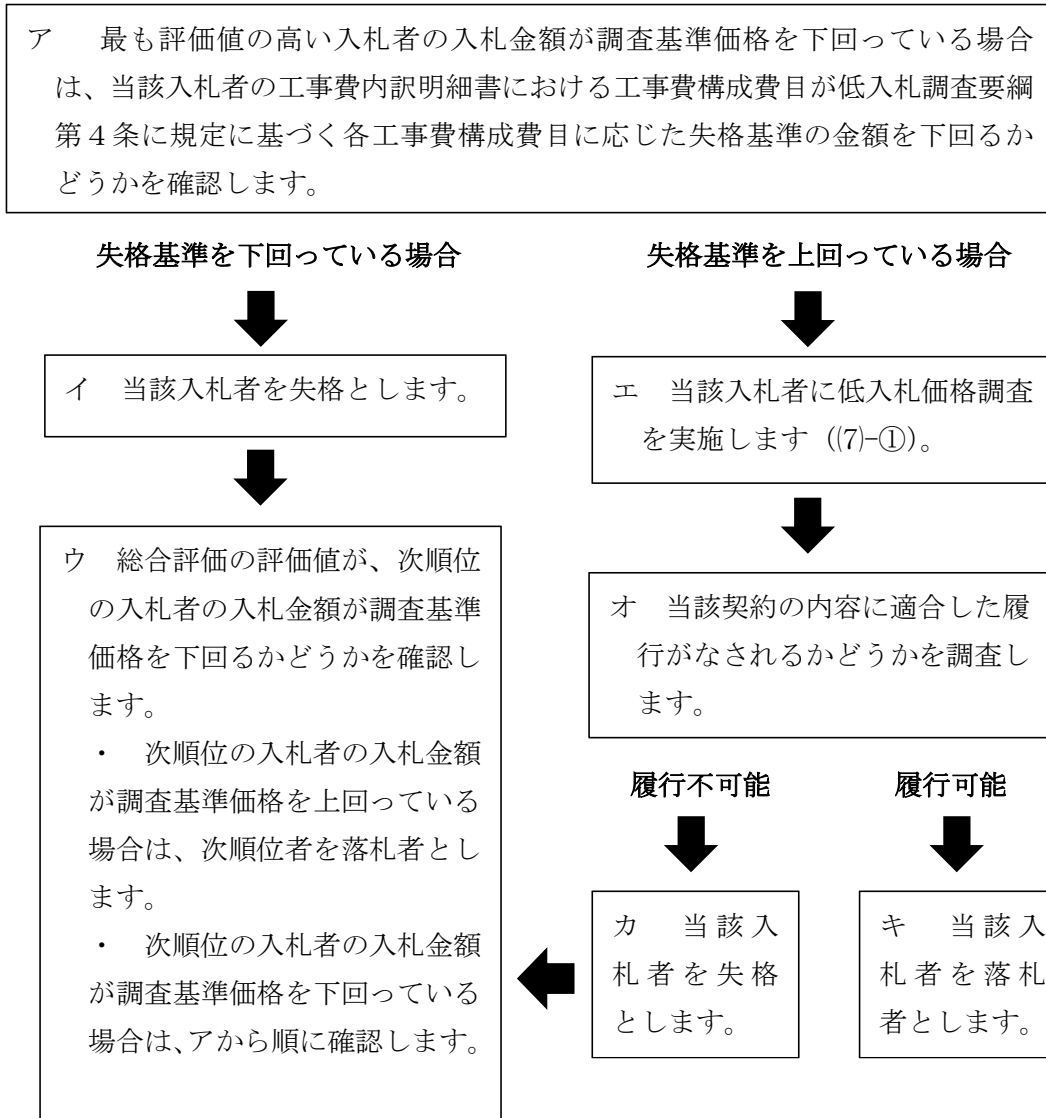 ア　最も評価値の高い入札者の入札金額が調査基準価格を下回っている場合
は、当該入札者の工事費内訳明細書における工事費構成費目が低入札調査要綱
第４条に規定に基づく各工事費構成費目に応じた失格基準の金額を下回るか
どうかを確認します。
失格基準を下回っている場合
失格基準を上回っている場合
イ　当該入札者を失格とします。
ウ　総合評価の評価値が、次順位
の入札者の入札金額が調査基準
価格を下回るかどうかを確認し
ます。
・　次順位の入札者の入札金額
が調査基準価格を上回っている
場合は、次順位者を落札者とし
ます。
・　次順位の入札者の入札金額
が調査基準価格を下回っている
場合は、アから順に確認します。
エ　当該入札者に低入札価格調査
を実施します（⑺-①）。
オ　当該契約の内容に適合した履
行がなされるかどうかを調査し
ます。
履行不可能
履行可能
カ　当該入
札者を失格
とします。
キ　当該入
札者を落札
者とします。